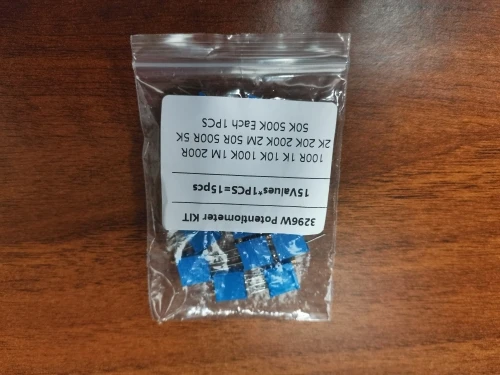 3296W Potentiometer KIT
15Values*1PCS=15pcs
100R 1K 10K 100K 1M 200R
2K 20K 200K 2M 50R 500R 5K
50K 500K Each 1PCS